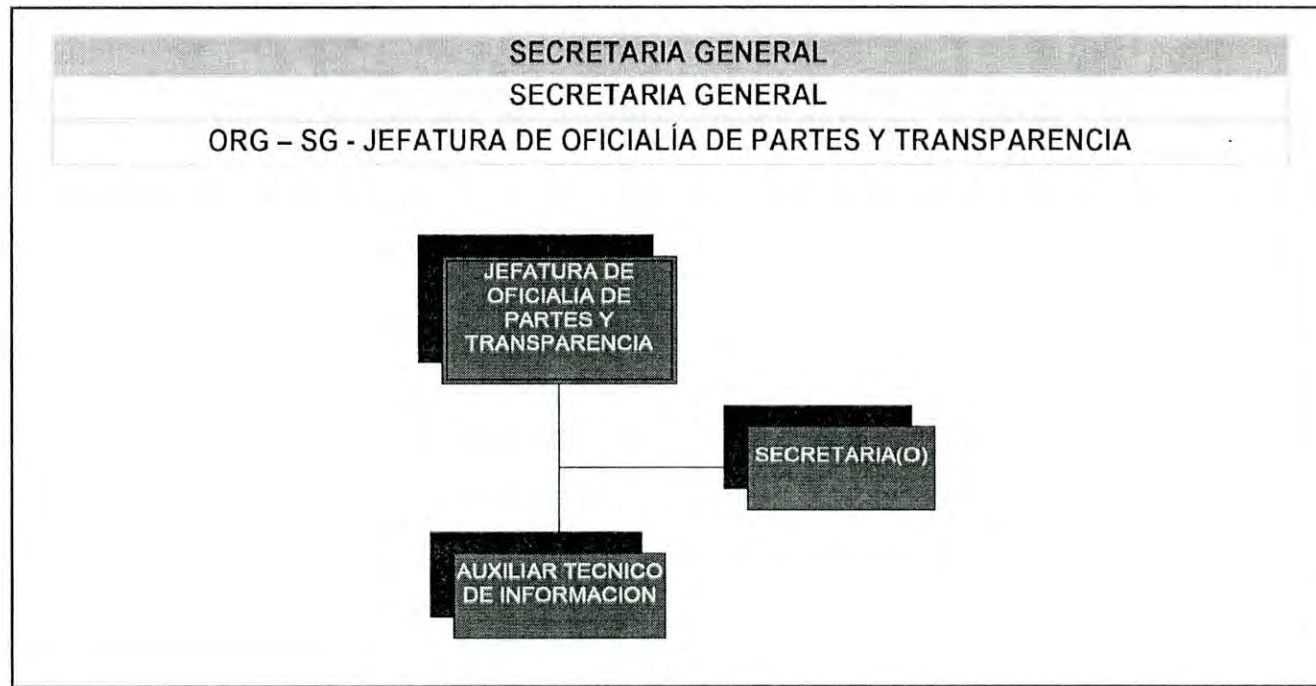 SECRETARIA GENERAL
SECRETARIA GENERAL
ORG – SG - JEFATURA DE OFICIALÍA DE PARTES Y TRANSPARENCIA
JEFATURA DE
OFICIALIA DE
PARTES Y
TRANSPARENCIA
SECRETARIA(O)
AUXILIAR TECNICO
DE INFORMACION